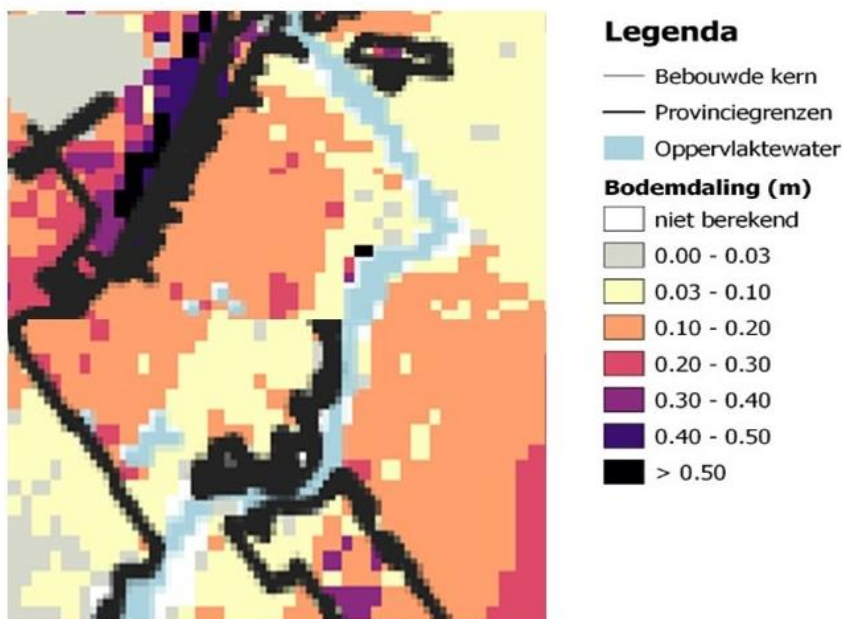 Legenda
Bebouwde kern
Provinciegrenzen
Oppervlaktewater
Bodemdaling (m)
niet berekend
0.00 - 0.03
0.03 - 0.10
0.10 - 0.20
0.20 - 0.30
0.30 - 0.40
0.40 - 0.50
> 0.50